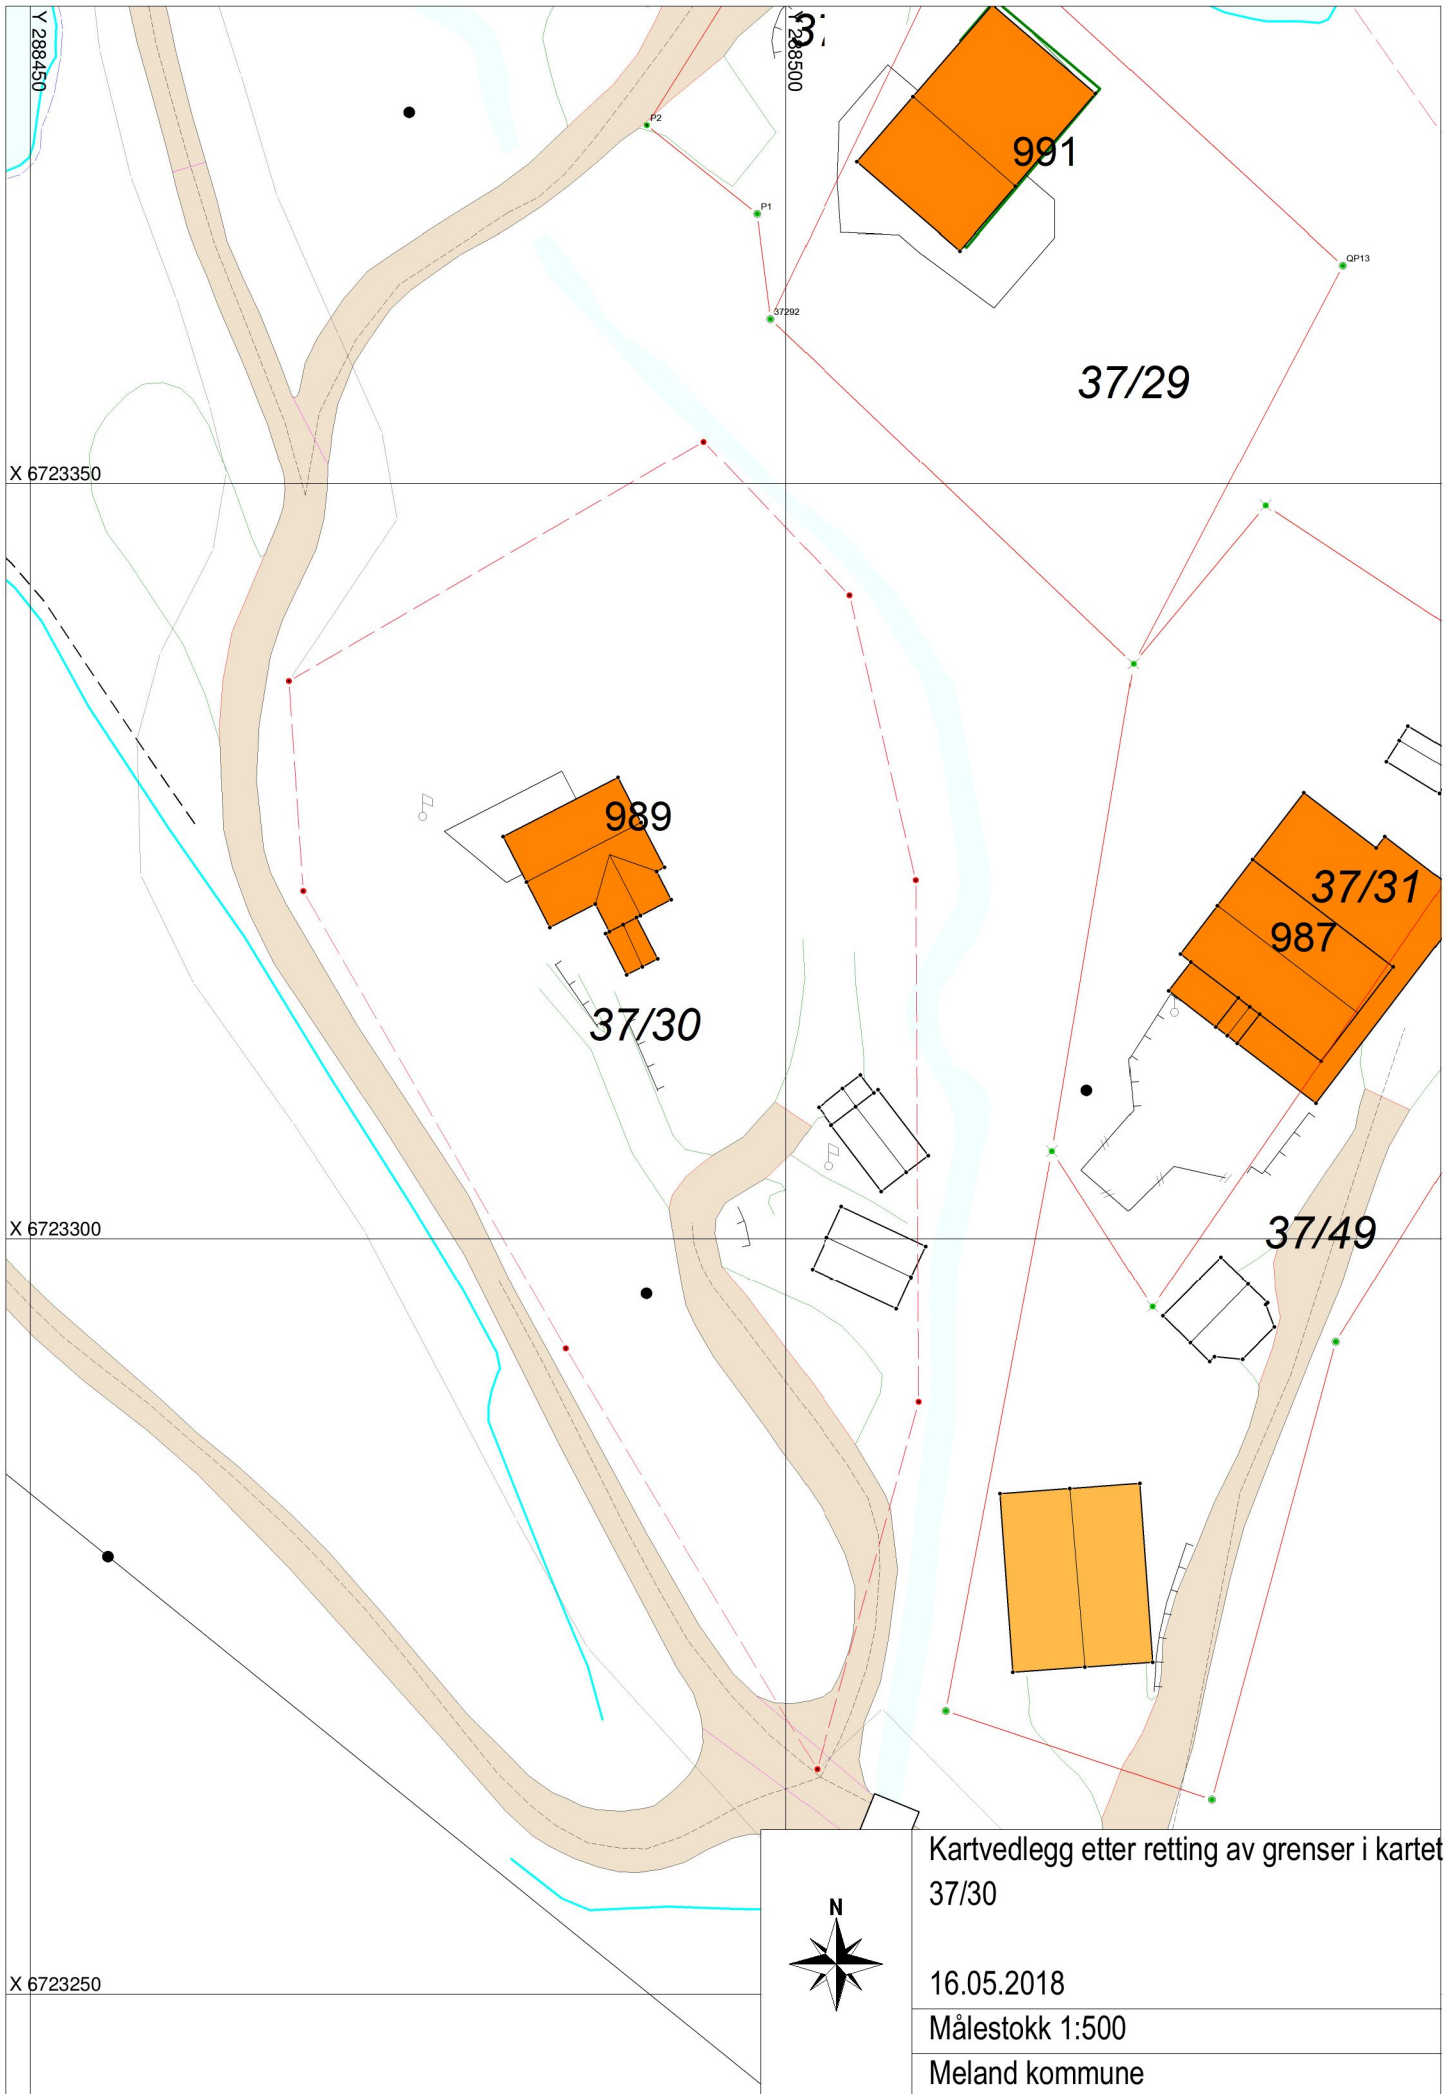 Y 288450
Y 288500
P2
991
P1
QP13
37292
37/29
X 6723350
989
37/31
987
37/30
X 6723300
37/49
Kartvedlegg etter retting av grenser i kartet
37/30
N
16.05.2018
X 6723250
Målestokk 1:500
Meland kommune